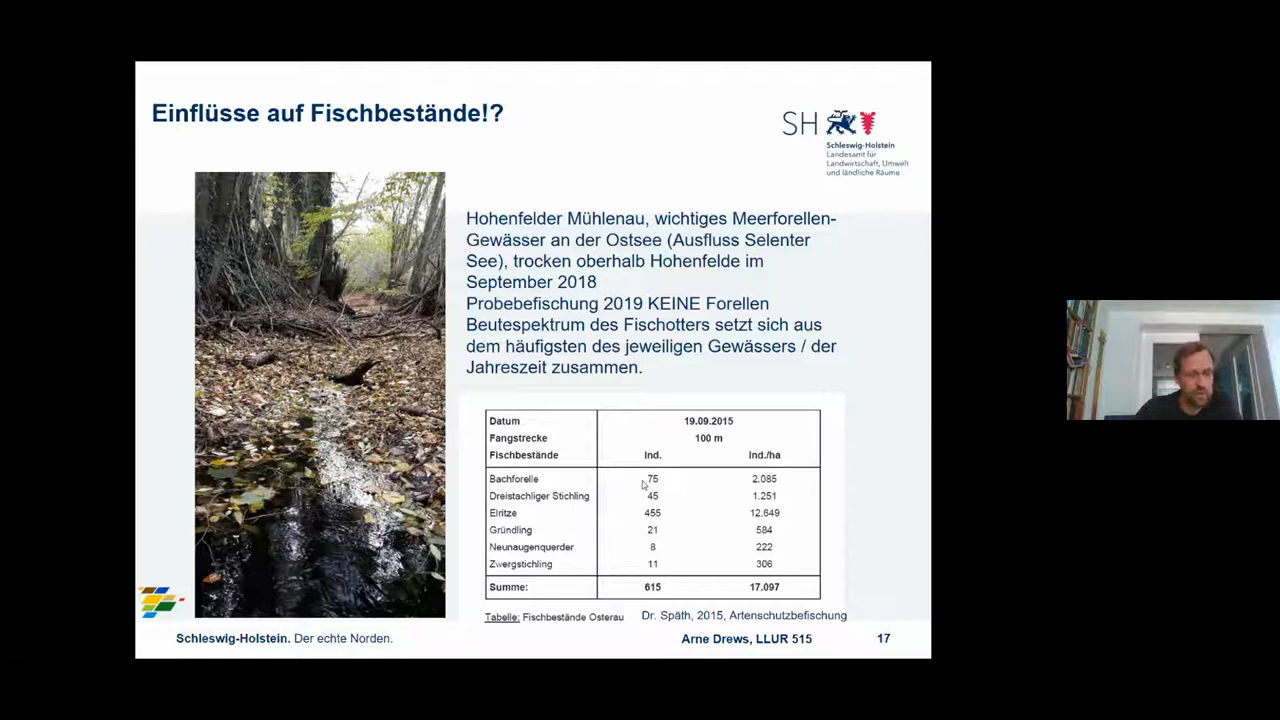 Einflüsse auf Fischbestände!?
SH
Schleswig-Holstein
Landesamt für
Landwirtschaft, Umwelt
und ländliche Räume
Hohenfelder Mühlenau, wichtiges Meerforellen-
Gewässer an der Ostsee (Ausfluss Selenter
See), trocken oberhalb Hohenfelde im
September 2018
Probebefischung 2019 KEINE Forellen
Beutespektrum des Fischotters setzt sich aus
dem häufigsten des jeweiligen Gewässers / der
Jahreszeit zusammen.
Datum 19.09.2015
Fangstrecke 100 m
Fischbestände Ind. Ind./ha
Bachforelle 75 2.085
Dreistachliger Stichling 45 1.251
Elritze 455 12.649
Gründling 21 584
Neunaugenquerder 8 222
Zwergstichling 11 306
Summe: 615 17.097
Tabelle: Fischbestände Osterau Dr. Späth, 2015, Artenschutzbefischung
Schleswig-Holstein. Der echte Norden. Arne Drews, LLUR 515 17